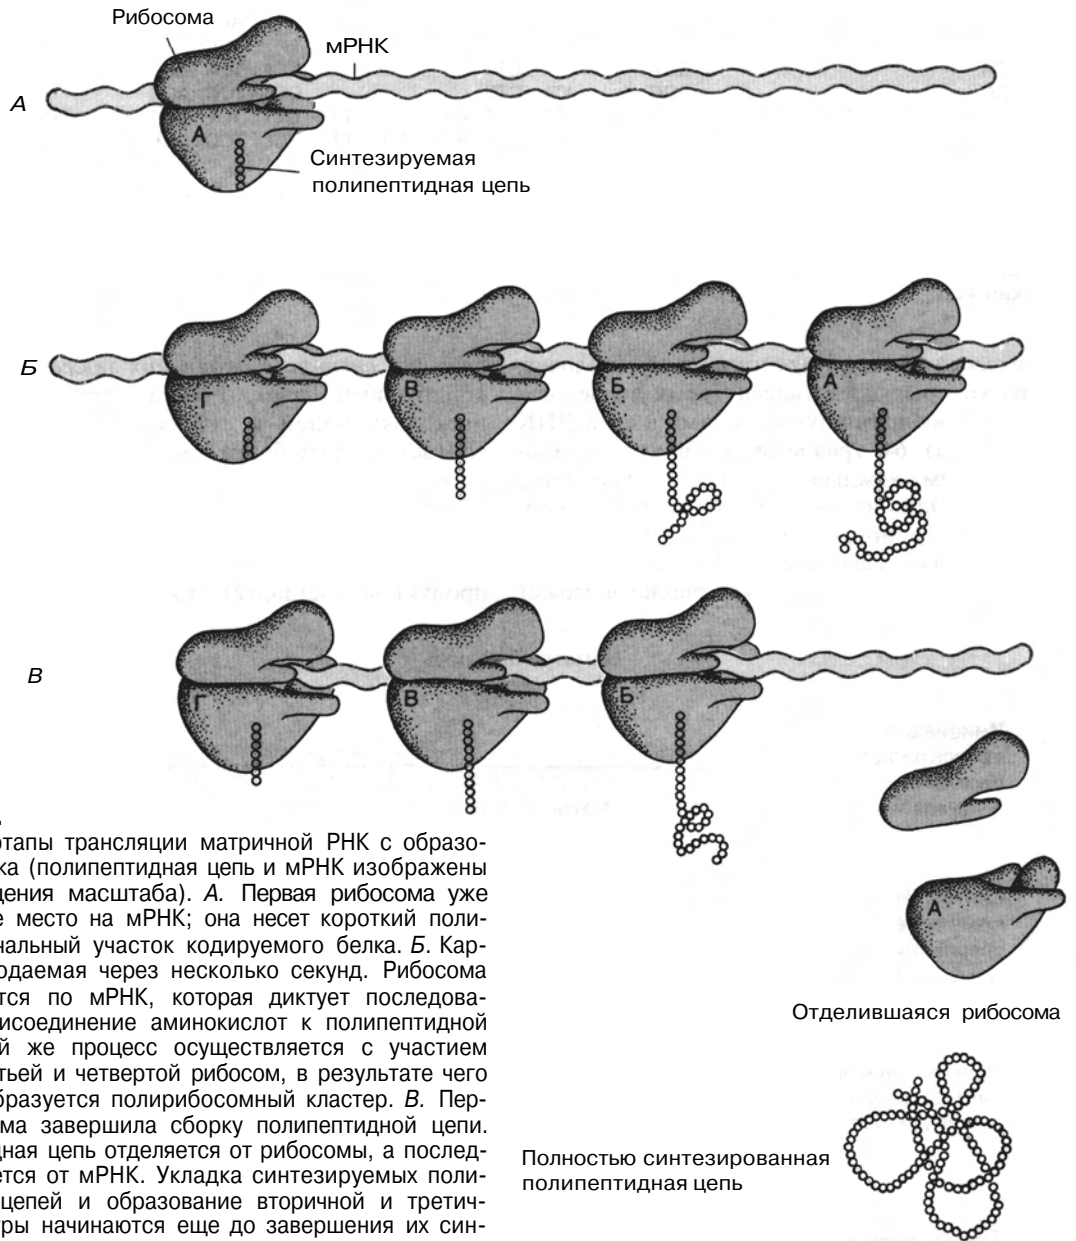 Рибосома
мРНК
А
А
Синтезируемая
полипептидная цепь
Б
Г
В
Б
А
В
Г
В
Б
А
Отделившаяся рибосома
Полностью синтезированная
полипептидная цепь
этапы трансляции матричной РНК с образо-
ка (полипептидная цепь и мРНК изображены
дения масштаба). А. Первая рибосома уже
е место на мРНК; она несет короткий поли-
чальный участок кодируемого белка. Б. Кар-
одаемая через несколько секунд. Рибосома
тся по мРНК, которая диктует последова-
исоединение аминокислот к полипептидной
й же процесс осуществляется с участием
тьей и четвертой рибосом, в результате чего
бразуется полирибосомный кластер. В. Пер-
ма завершила сборку полипептидной цепи.
дная цепь отделяется от рибосомы, а послед-
ется от мРНК. Укладка синтезируемых поли-
цепей и образование вторичной и третич-
ры начинаются еще до завершения их син-